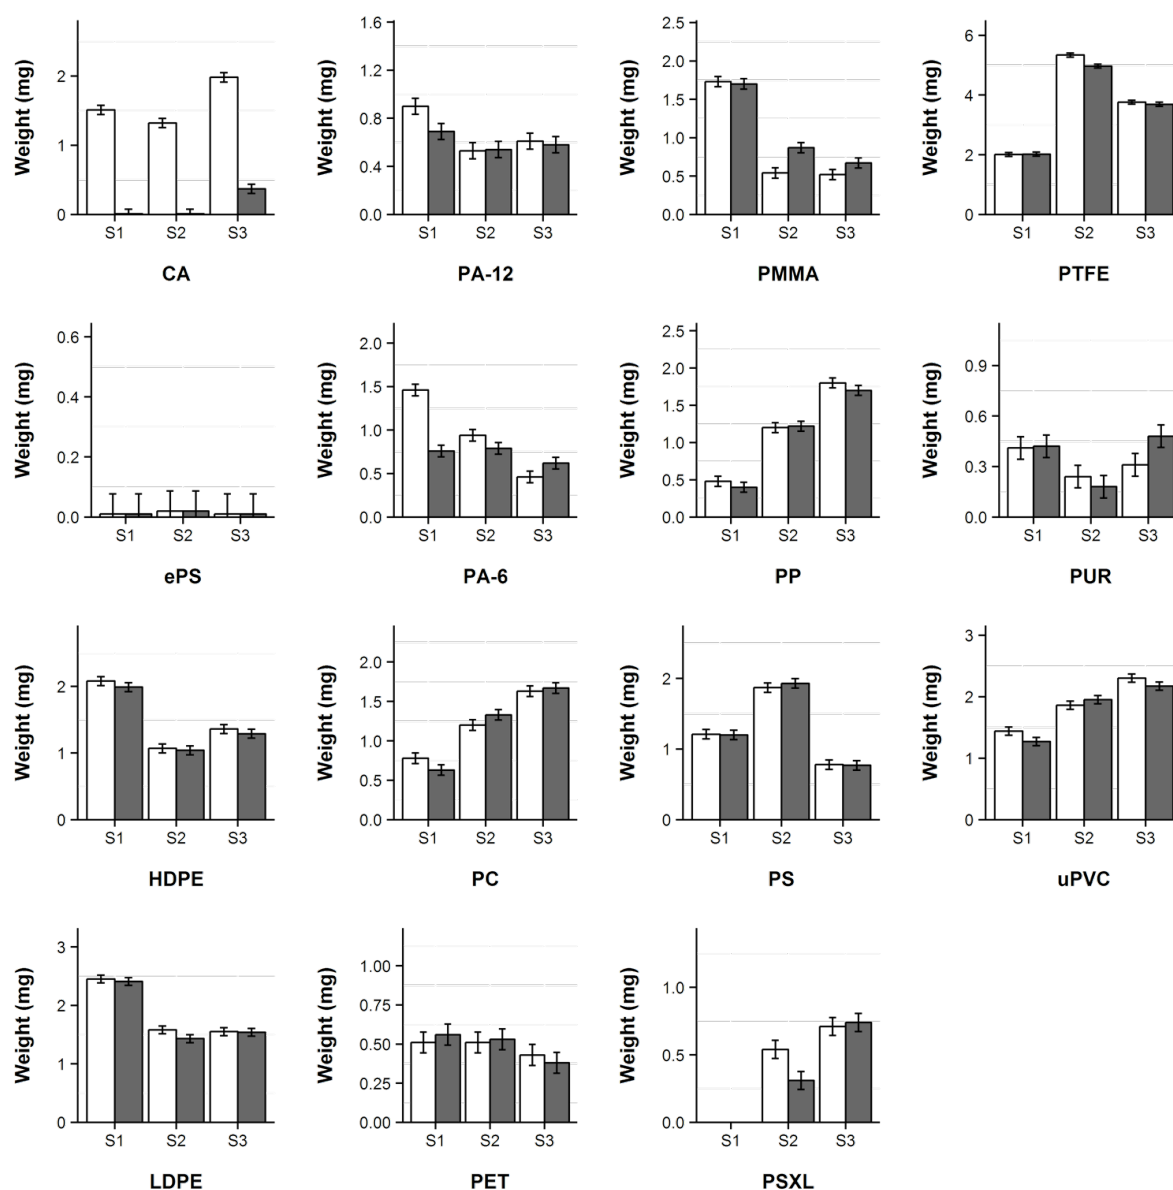 Weight (mg)
2
1
0
S1 S2 S3
CA
Weight (mg)
1.6
1.2
0.8
0.4
0.0
S1 S2 S3
PA-12
Weight (mg)
2.5
2.0
1.5
1.0
0.5
0.0
S1 S2 S3
PMMA
Weight (mg)
6
4
2
0
S1 S2 S3
PTFE
Weight (mg)
0.6
0.4
0.2
0.0
S1 S2 S3
ePS
Weight (mg)
2.0
1.5
1.0
0.5
0.0
S1 S2 S3
PA-6
Weight (mg)
2.5
2.0
1.5
1.0
0.5
0.0
S1 S2 S3
PP
Weight (mg)
0.9
0.6
0.3
0.0
S1 S2 S3
PUR
Weight (mg)
2
1
0
S1 S2 S3
HDPE
Weight (mg)
2.0
1.5
1.0
0.5
0.0
S1 S2 S3
PC
Weight (mg)
2
1
0
S1 S2 S3
PS
Weight (mg)
3
2
1
0
S1 S2 S3
uPVC
Weight (mg)
3
2
1
0
S1 S2 S3
LDPE
Weight (mg)
1.00
0.75
0.50
0.25
0.00
S1 S2 S3
PET
Weight (mg)
1.0
0.5
0.0
S1 S2 S3
PSXL